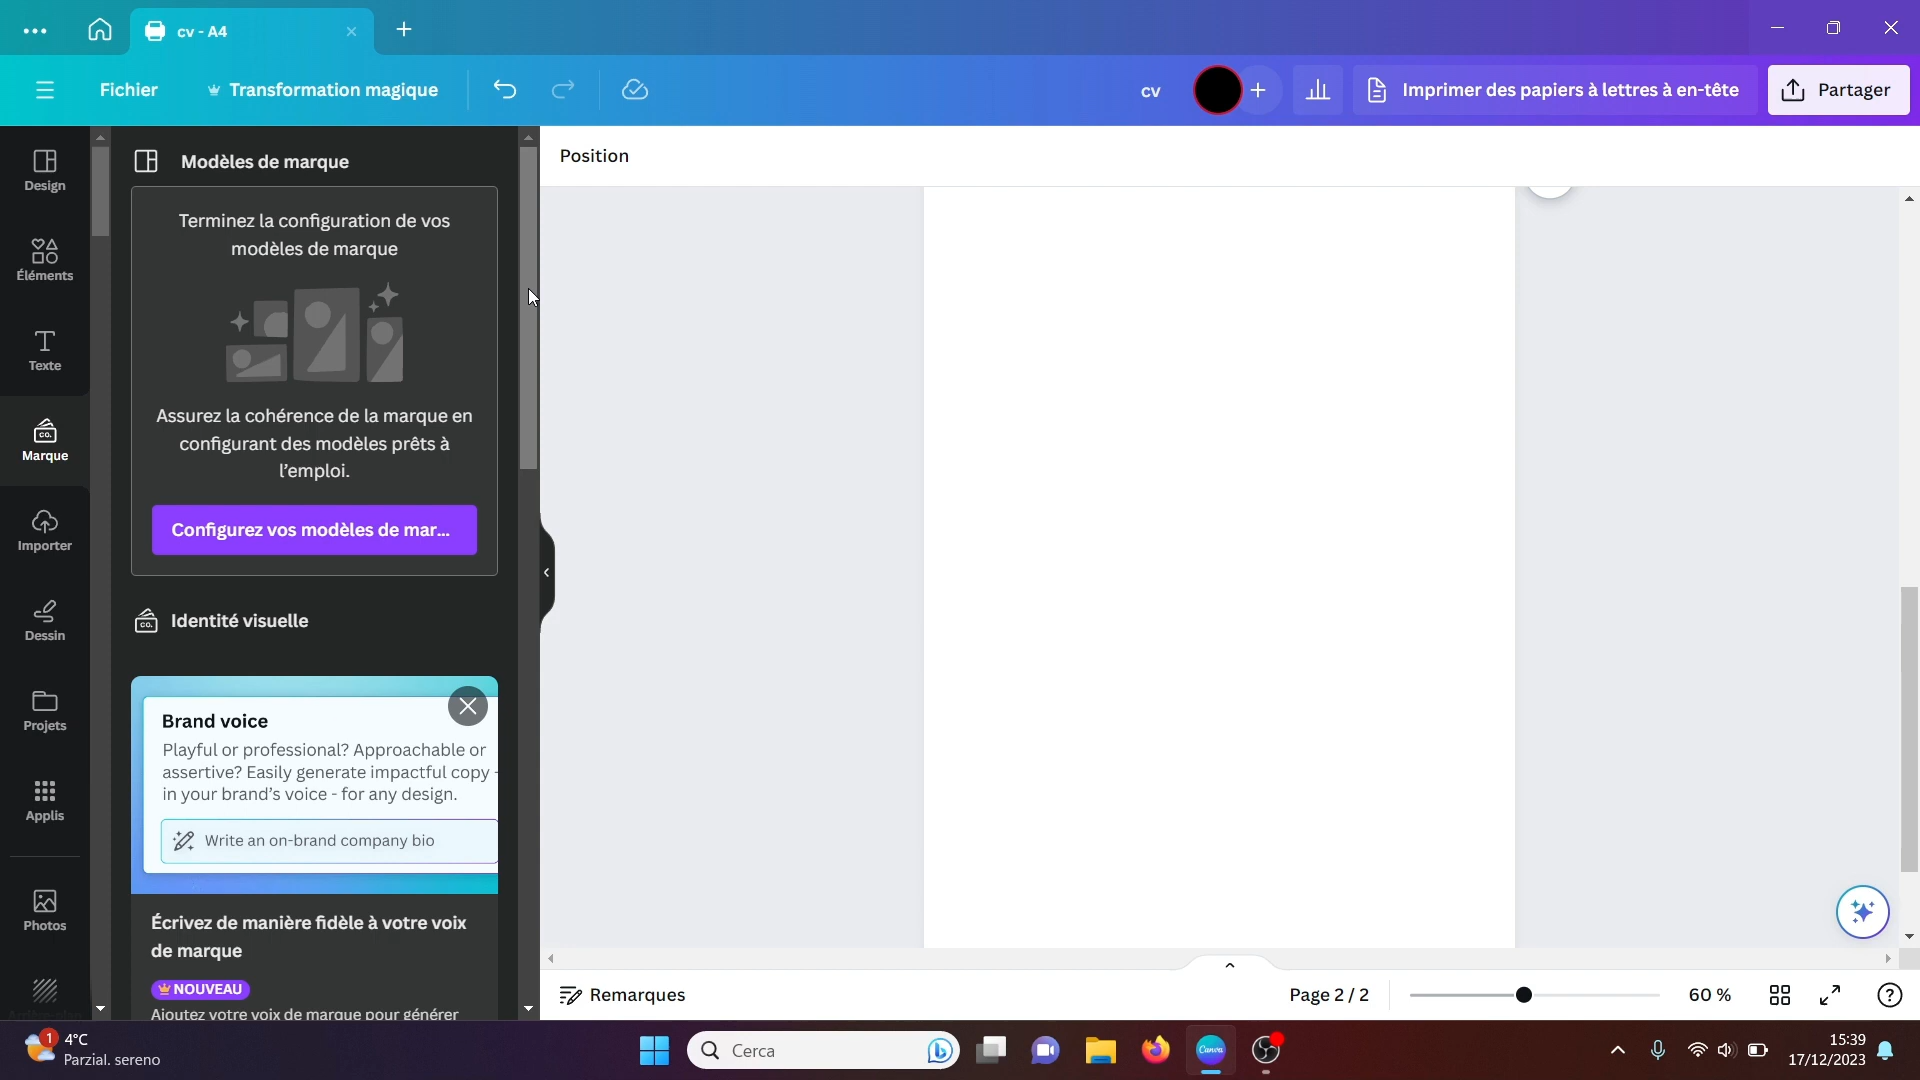 cv - A4
Fichier
Transformation magique
cv
Imprimer des papiers à lettres à en-tête
Partager
Design
Éléments
Texte
CO.
Marque
Importer
Dessin
Projets
Applis
Photos
Modèles de marque
Terminez la configuration de vos
modèles de marque
Assurez la cohérence de la marque en
configurant des modèles prêts à
l'emploi.
Configurez vos modèles de mar...
CO.
Identité visuelle
Brand voice
Playful or professional? Approachable or
assertive? Easily generate impactful copy -
in your brand's voice - for any design.
Write an on-brand company bio
Écrivez de manière fidèle à votre voix
de marque
NOUVEAU
Ajoutez votre voix de marque pour générer
Position
Remarques
Page 2 / 2
60 %
1
4°C
Parzial. sereno
Cerca
Canva
15:39
17/12/2023